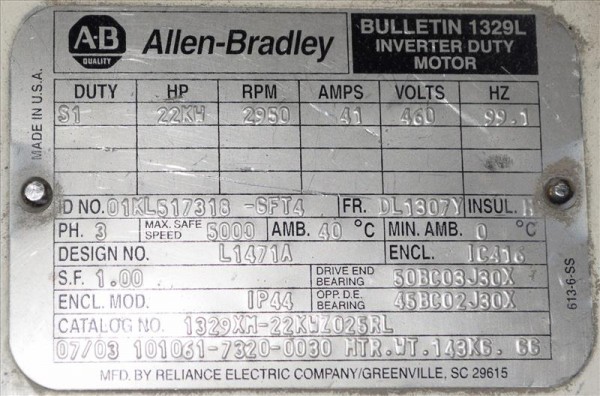 A-B QUALITY Allen-Bradley
BULLETIN 1329L
INVERTER DUTY
MOTOR
MADE IN U.S.A.
DUTY HP RPM AMPS VOLTS HZ
S1 22KW 2950 41 460 99.1
ID NO. 01KL517318 -GFT4 FR. DL1307Y INSUL. H
PH. 3 MAX. SAFE SPEED 5000 AMB. 40 °C MIN. AMB. 0 °C
DESIGN NO. L1471A ENCL. IC416
S.F. 1.00 DRIVE END BEARING 50BC03J30X
ENCL. MOD. IP44 OPP. D.E. BEARING 45BC02J30X
CATALOG NO. 1329XM-22KWZ025RL
07/03 101061-7320-0030 MTR.WT.143KG. GG
MFD. BY RELIANCE ELECTRIC COMPANY/GREENVILLE, SC 29615
613-6-SS